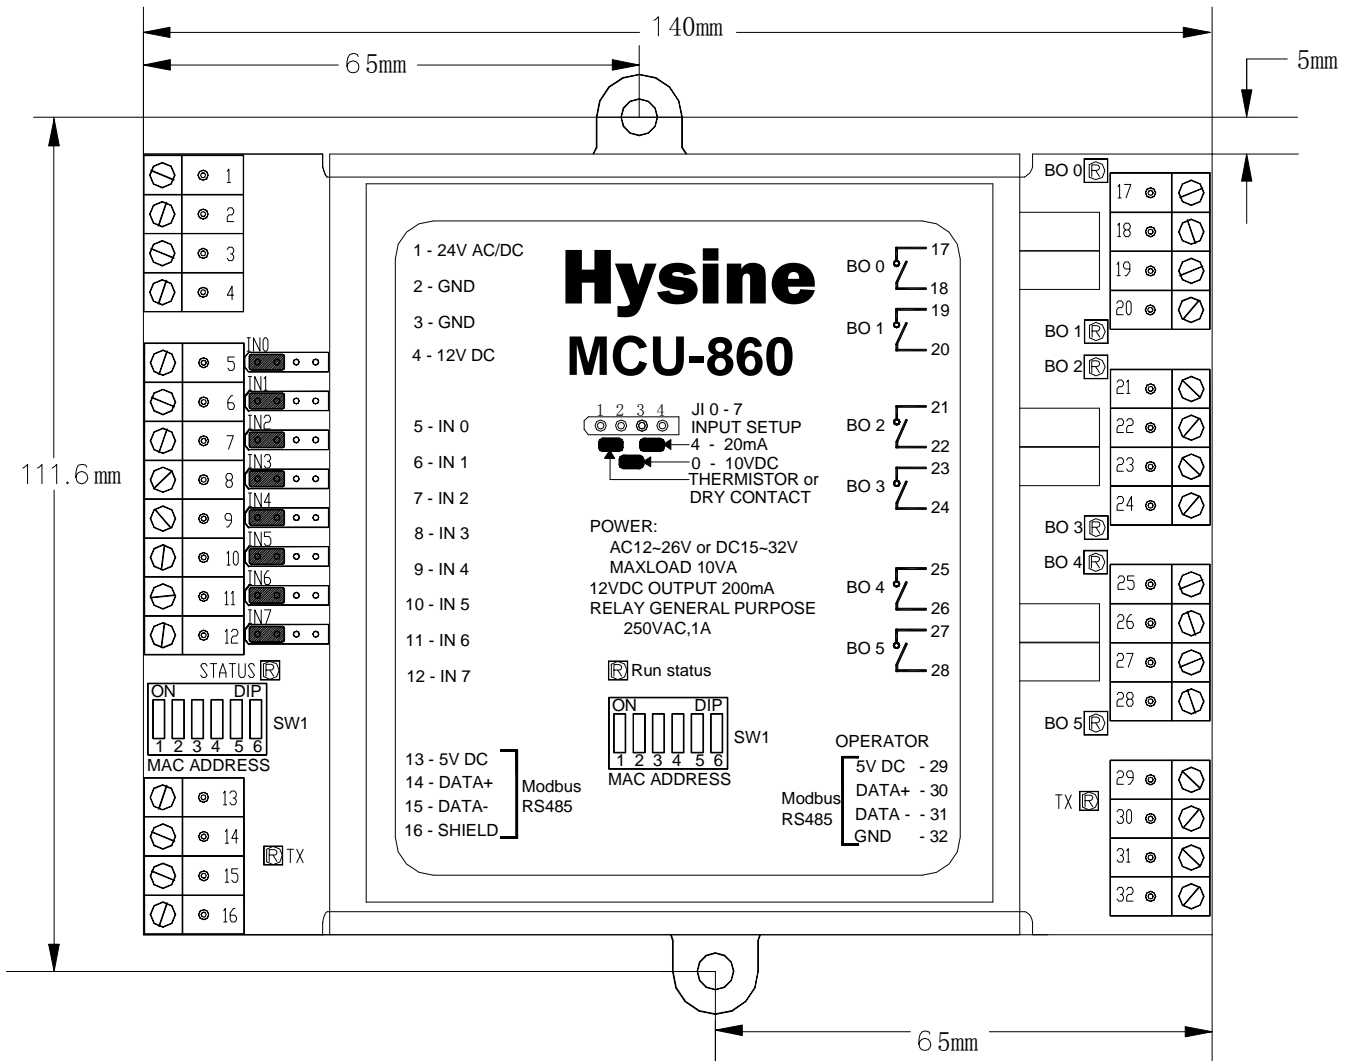 140mm
65mm
5mm
111.6mm
65mm
1
2
3
4
5
6
7
8
9
10
11
12
IN0
IN1
IN2
IN3
IN4
IN5
IN6
IN7
STATUS R
ON DIP
1 2 3 4 5 6
SW1
MAC ADDRESS
13
14
15
16
R TX
1 - 24V AC/DC
2 - GND
3 - GND
4 - 12V DC
5 - IN 0
6 - IN 1
7 - IN 2
8 - IN 3
9 - IN 4
10 - IN 5
11 - IN 6
12 - IN 7
13 - 5V DC
14 - DATA+
15 - DATA-
16 - SHIELD
Modbus
RS485
Hysine
MCU-860
1 2 3 4
JI 0 - 7
INPUT SETUP
4 - 20mA
0 - 10VDC
THERMISTOR or
DRY CONTACT
POWER:
AC12~26V or DC15~32V
MAXLOAD 10VA
12VDC OUTPUT 200mA
RELAY GENERAL PURPOSE
250VAC,1A
R Run status
ON DIP
1 2 3 4 5 6
SW1
MAC ADDRESS
BO 0
17
18
BO 1
19
20
BO 2
21
22
BO 3
23
24
BO 4
25
26
BO 5
27
28
OPERATOR
Modbus
RS485
5V DC - 29
DATA+ - 30
DATA - - 31
GND - 32
BO 0 R
17
18
19
20
BO 1 R
BO 2 R
21
22
23
24
BO 3 R
BO 4 R
25
26
27
28
BO 5 R
TX R
29
30
31
32